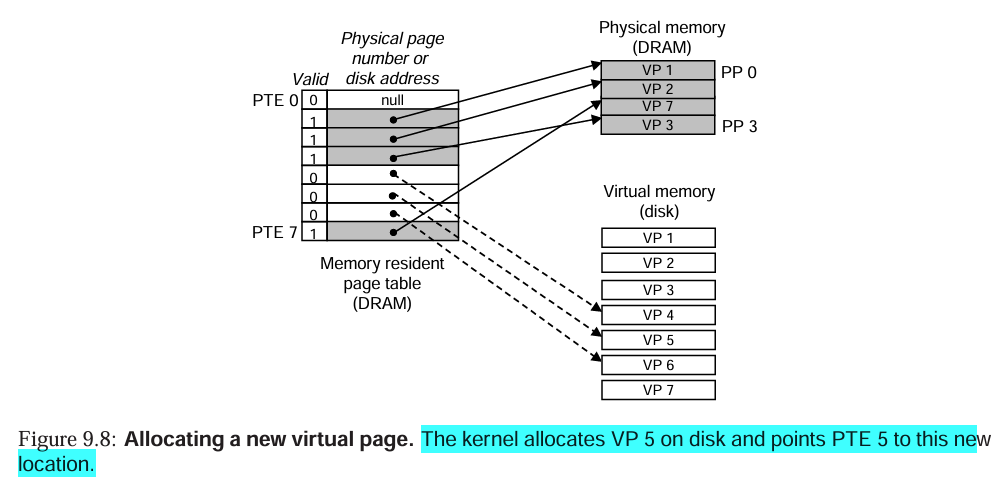 Physical memory
(DRAM)
Physical page
number or
disk address
Valid
PTE 0
0
null
1
1
1
0
0
0
PTE 7
1
VP 1
PP 0
VP 2
VP 7
VP 3
PP 3
Memory resident
page table
(DRAM)
Virtual memory
(disk)
VP 1
VP 2
VP 3
VP 4
VP 5
VP 6
VP 7
Figure 9.8: Allocating a new virtual page. The kernel allocates VP 5 on disk and points PTE 5 to this new
location.